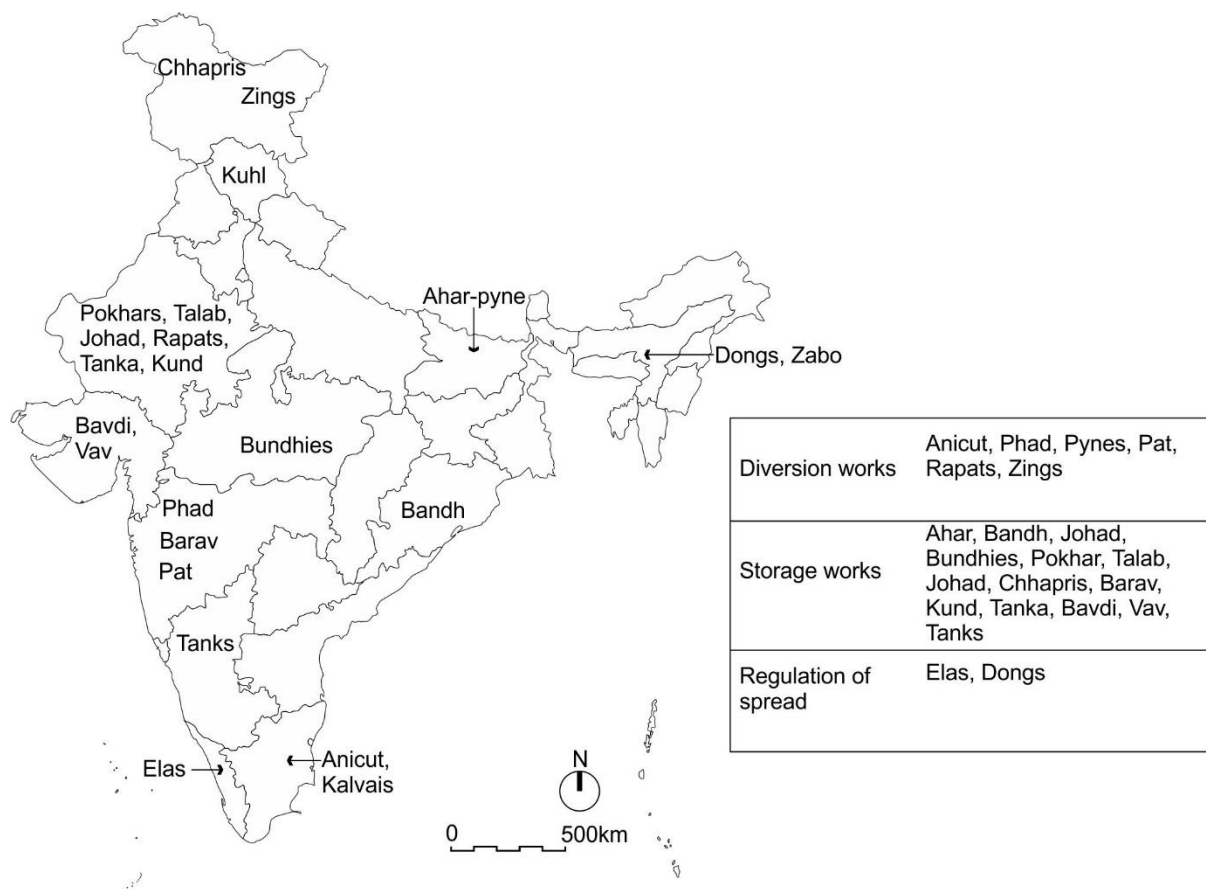 Chhapris
Zings
Kuhl
Pokhars, Talab,
Johad, Rapats,
Tanka, Kund
Ahar-pyne
Dongs, Zabo
Bavdi,
Vav
Bundhies
Bandh
Phad
Barav
Pat
Tanks
Elas
Anicut,
Kalvais
N
0 500km
Diversion works
Anicut, Phad, Pynes, Pat,
Rapats, Zings
Storage works
Ahar, Bandh, Johad,
Bundhies, Pokhar, Talab,
Johad, Chhapris, Barav,
Kund, Tanka, Bavdi, Vav,
Tanks
Regulation of
spread
Elas, Dongs